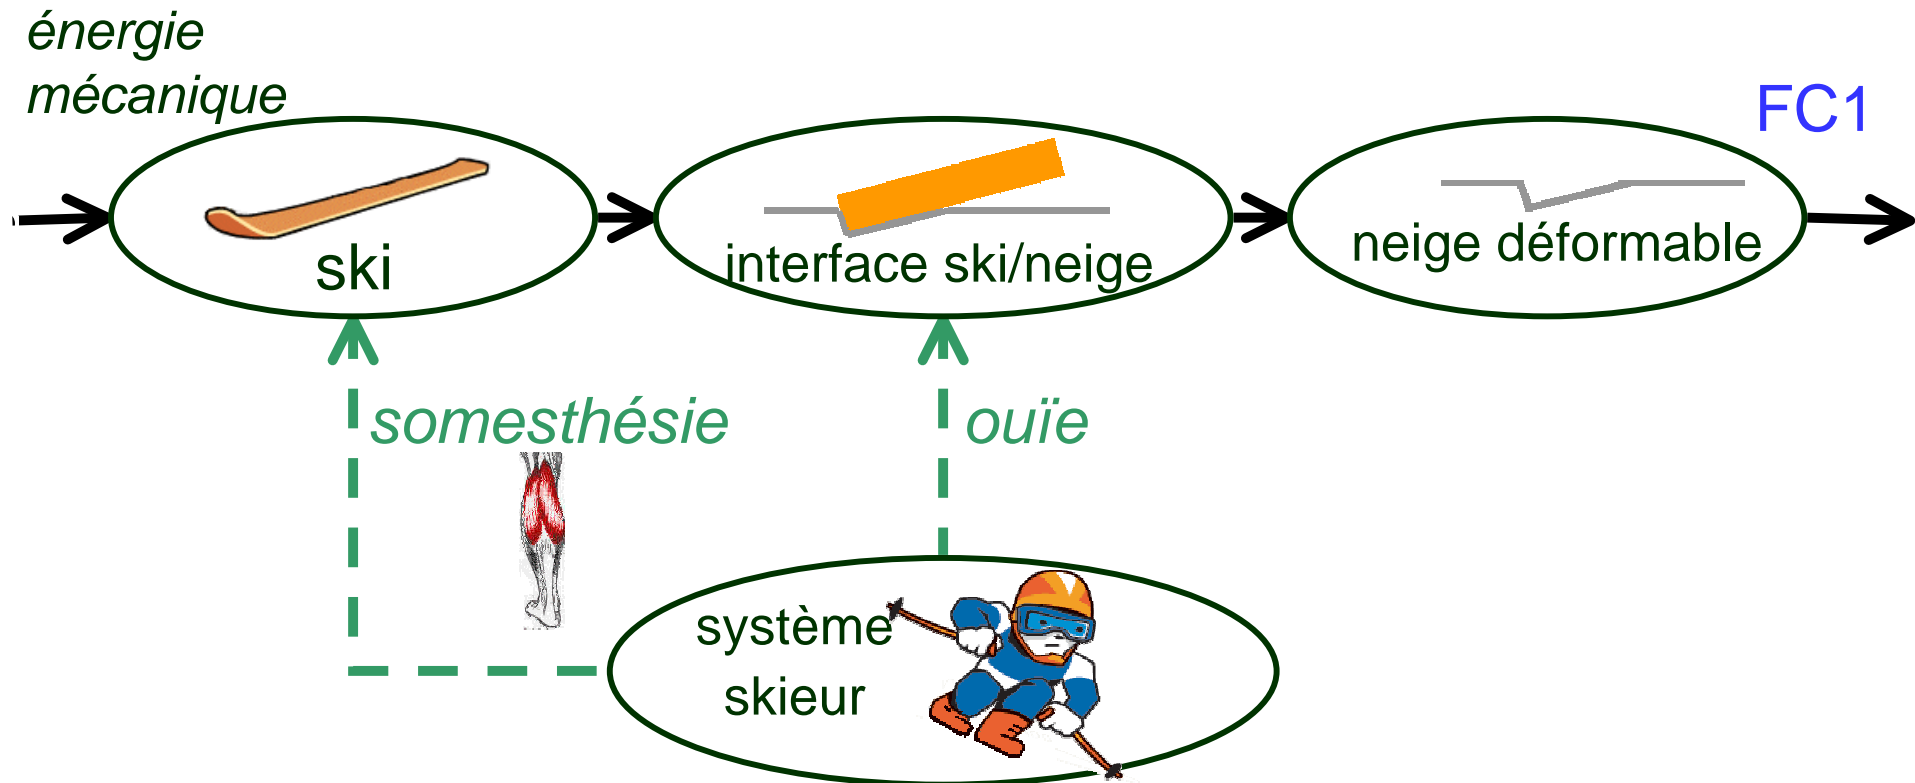 énergie
mécanique
FC1
ski
interface ski/neige
neige déformable
somesthésie
ouïe
système
skieur